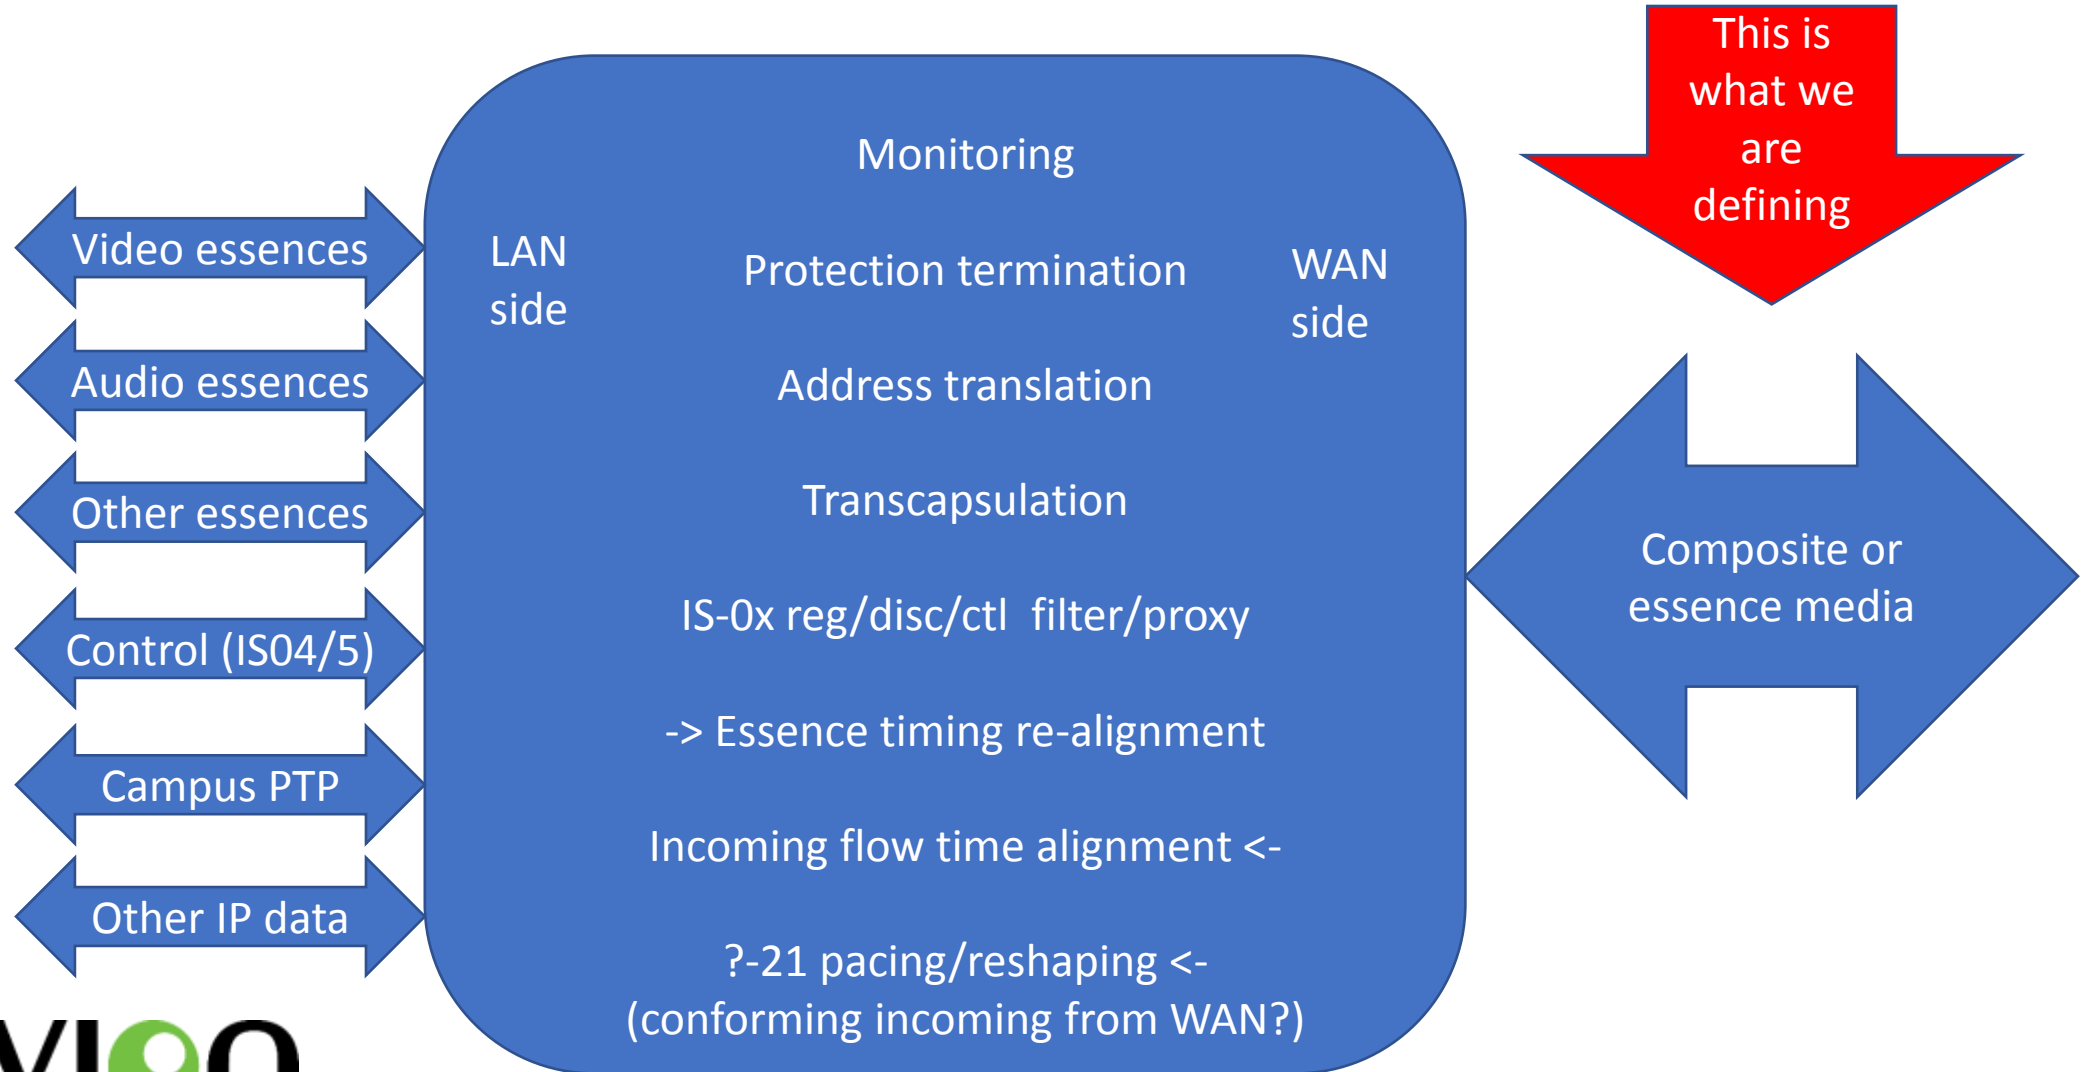 This is
what we
are
defining
Monitoring
LAN
side
Protection termination
WAN
side
Video essences
Address translation
Audio essences
Transcapsulation
Other essences
Composite or
essence media
IS-0x reg/disc/ctl  filter/proxy
Control (IS04/5)
-> Essence timing re-alignment
Campus PTP
Incoming flow time alignment <-
Other IP data
?-21 pacing/reshaping <-
(conforming incoming from WAN?)